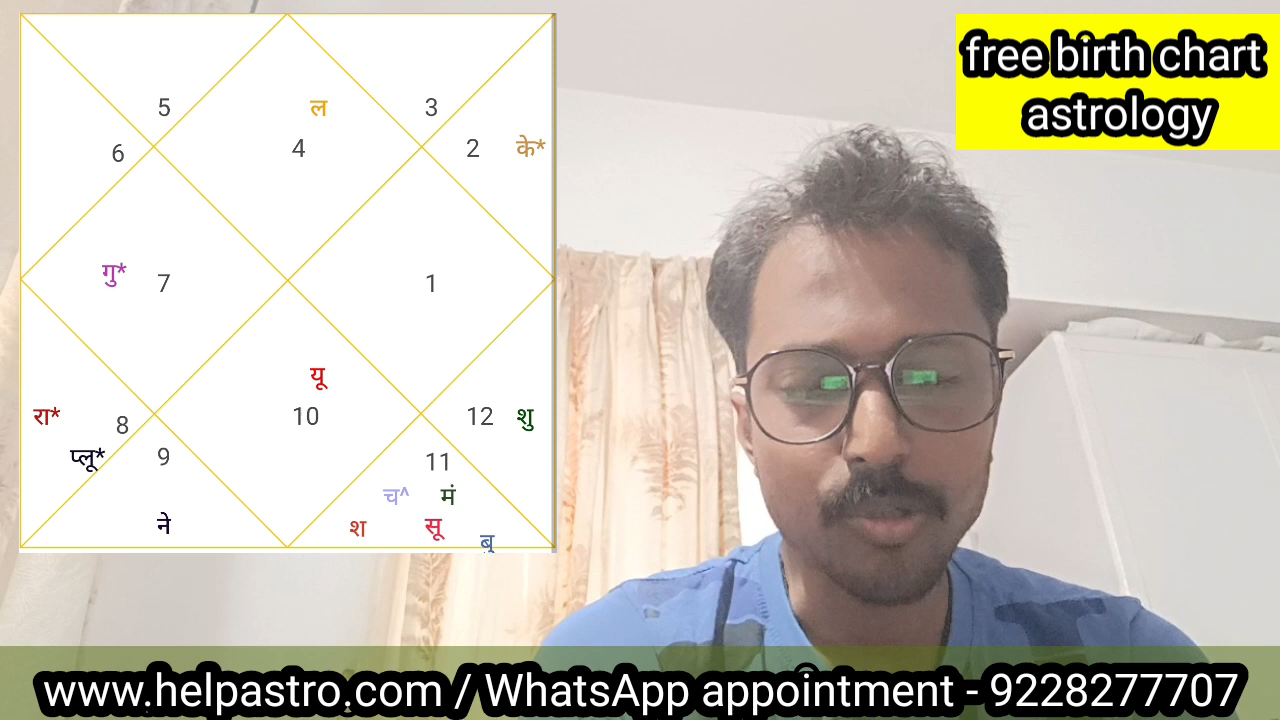 free birth chart
astrology
5
ल
3
6
4
2
के*
गु*
7
1
यू
रा*
8
10
12
शु
प्लू*
9
11
च^
मं
ने
श
सू
बु
www.helpastro.com / WhatsApp appointment - 9228277707